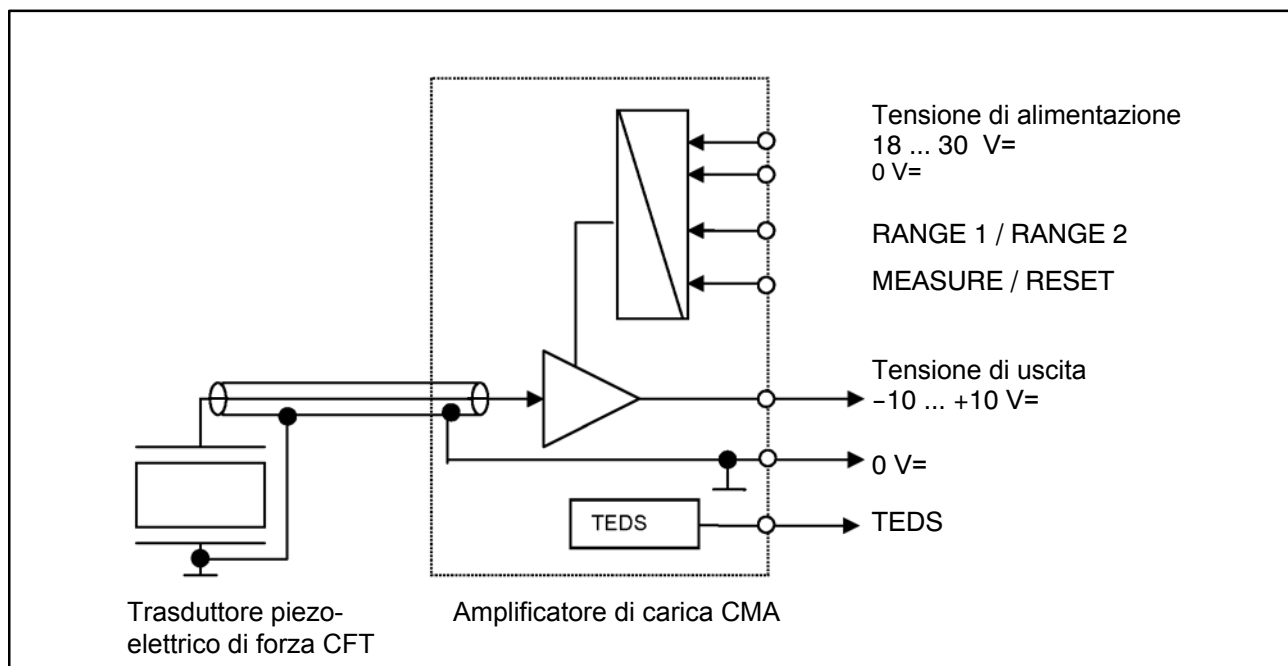 Tensione di alimentazione
18 ... 30 V=
0 V=
RANGE 1 / RANGE 2
MEASURE / RESET
Tensione di uscita
−10 ... +10 V=
0 V=
TEDS
TEDS
Trasduttore piezo-
elettrico di forza CFT
Amplificatore di carica CMA